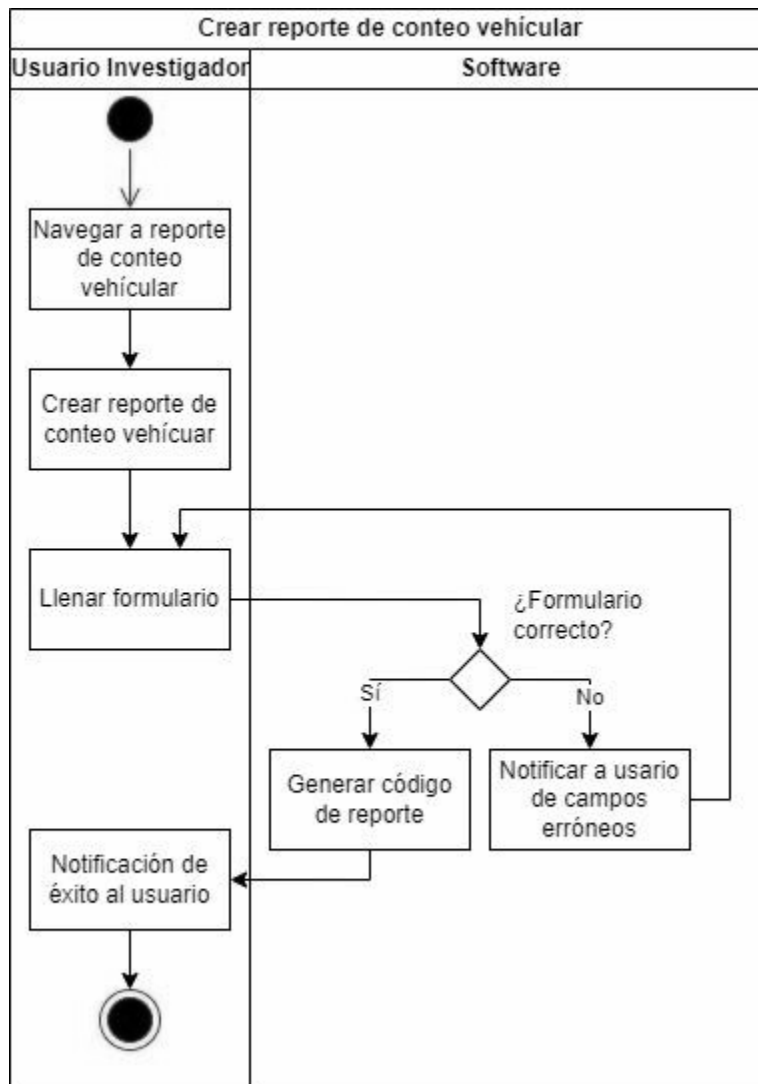 Crear reporte de conteo vehícular
Usuario Investigador
Software
Navegar a reporte
de conteo
vehícular
Crear reporte de
conteo vehícuar
Llenar formulario
¿Formulario
correcto?
Sí
No
Generar código
de reporte
Notificar a usario
de campos
erróneos
Notificación de
éxito al usuario